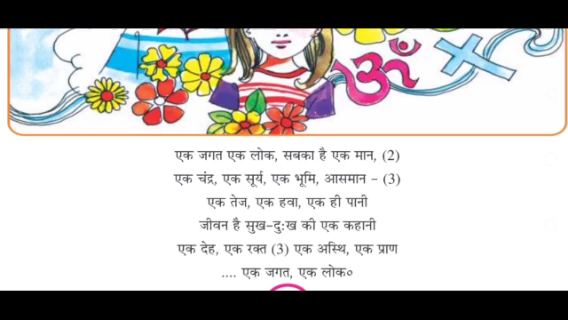 ॐ
एक जगत एक लोक, सबका है एक मान, (2)
एक चंद्र, एक सूर्य, एक भूमि, आसमान - (3)
एक तेज, एक हवा, एक ही पानी
जीवन है सुख-दुःख की एक कहानी
एक देह, एक रक्त (3) एक अस्थि, एक प्राण
.... एक जगत, एक लोक०